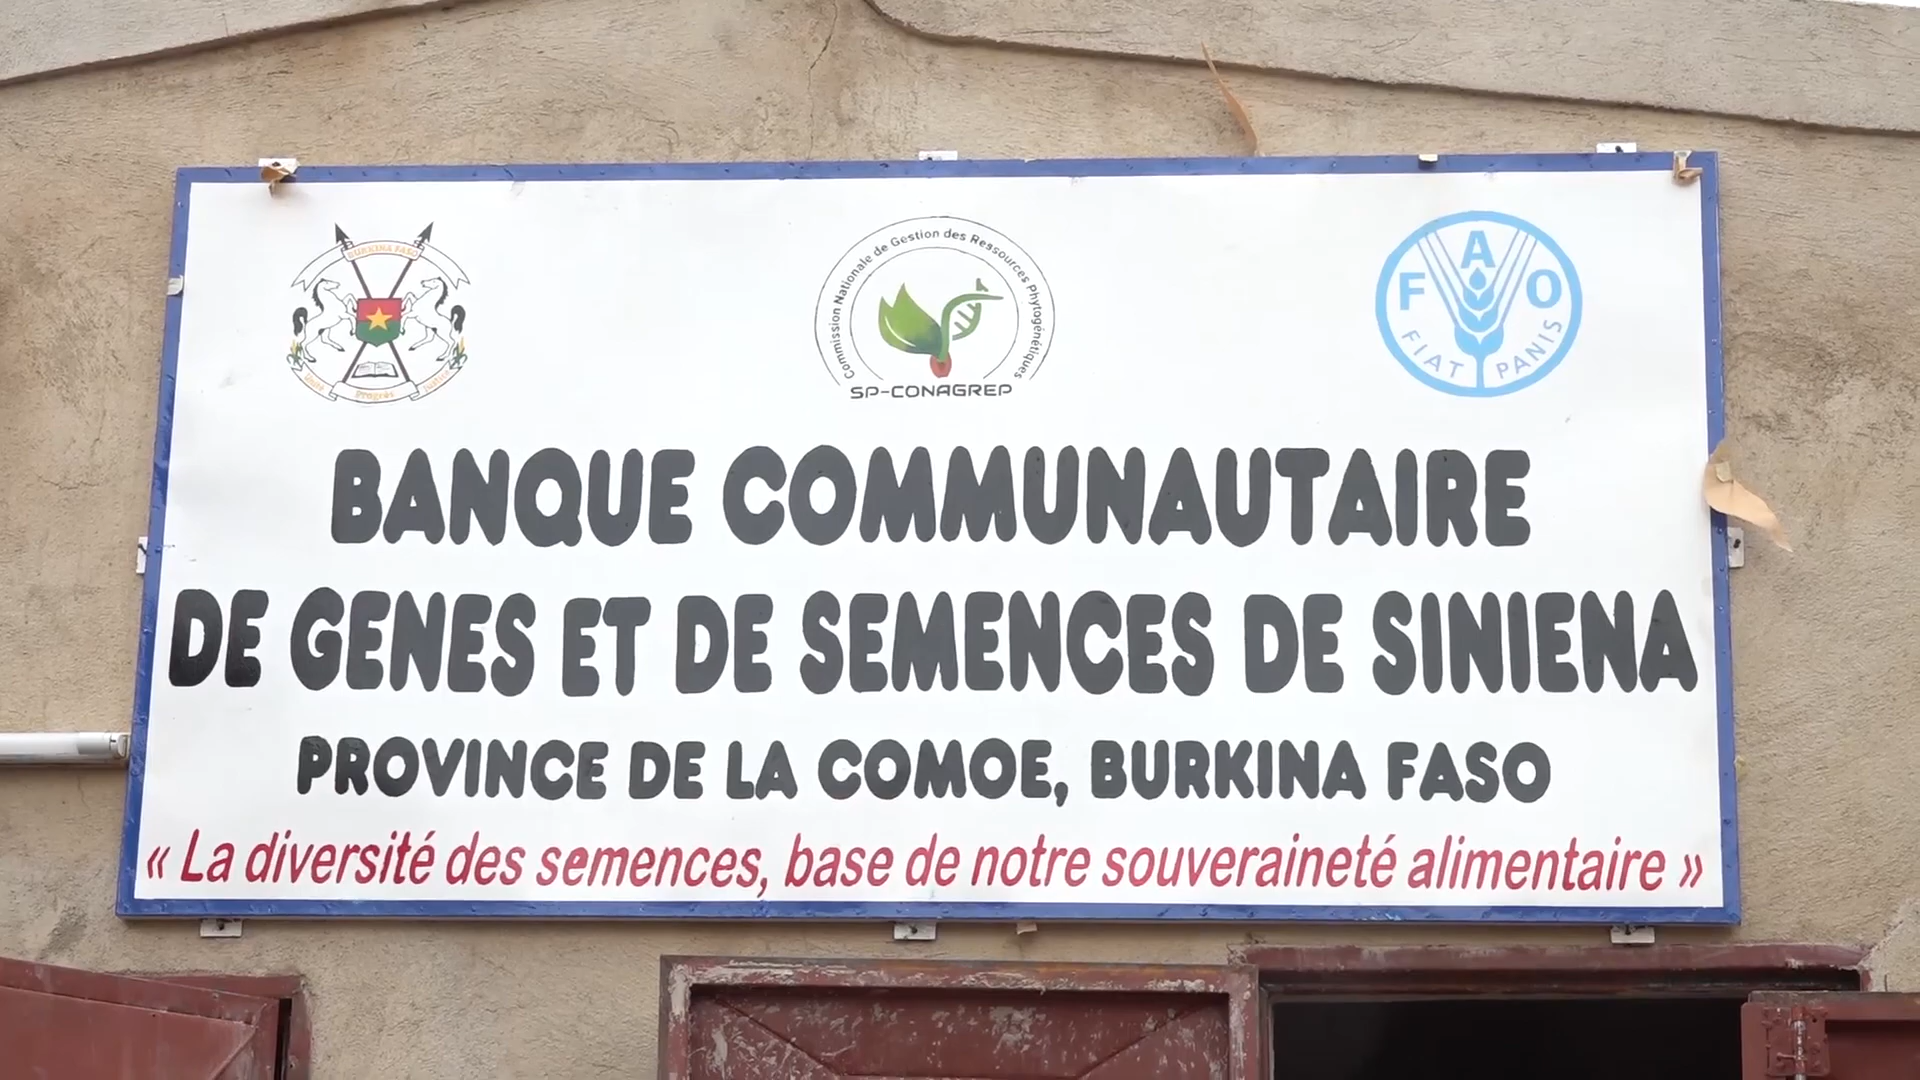 BURKINA FASO
Unité Progrès Justice
Commission Nationale de Gestion des Ressources Phytogénétiques
SP-CONAGREP
F A O
FIAT PANIS
BANQUE COMMUNAUTAIRE
DE GENES ET DE SEMENCES DE SINIENA
PROVINCE DE LA COMOE, BURKINA FASO
« La diversité des semences, base de notre souveraineté alimentaire »